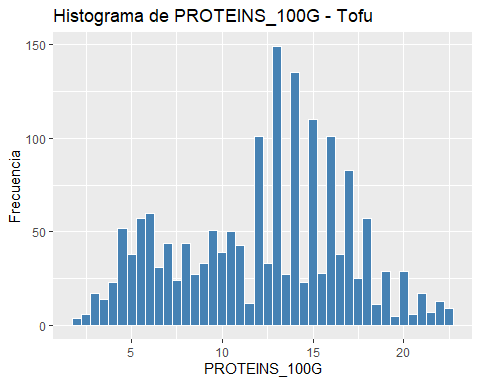 Histograma de PROTEINS_100G - Tofu
150
100
50
0
Frecuencia
5 10 15 20
PROTEINS_100G